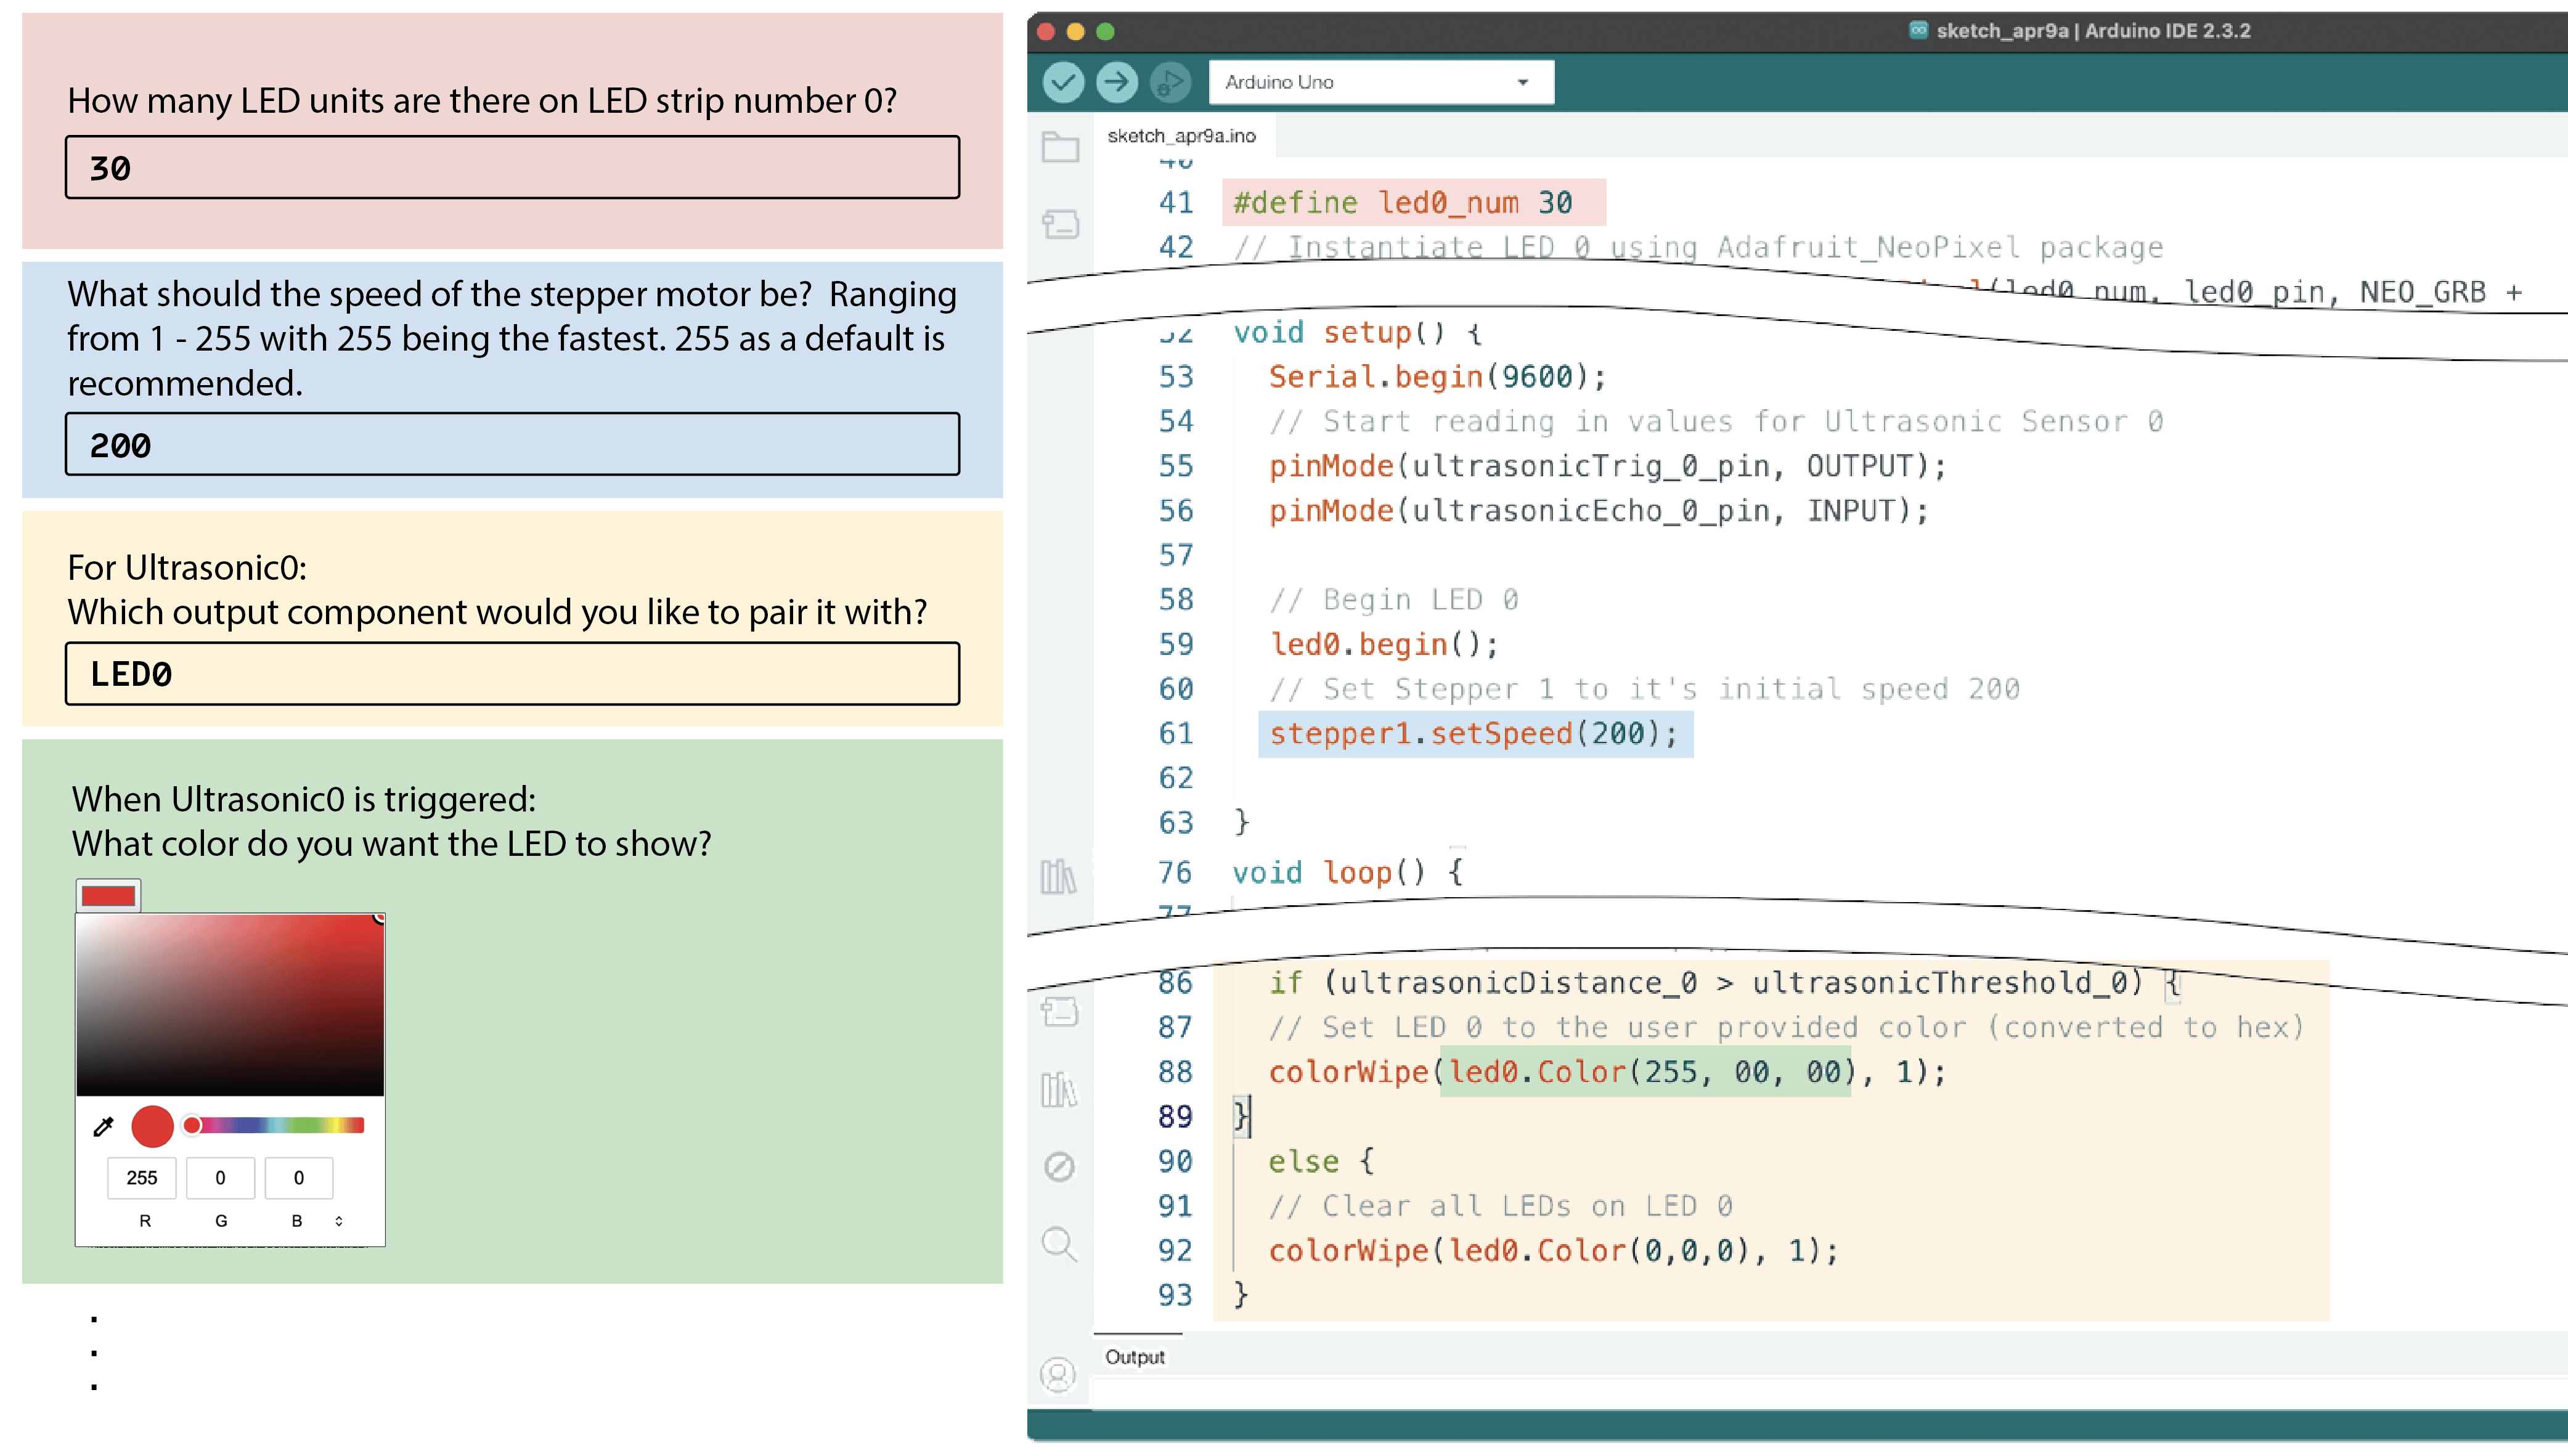 How many LED units are there on LED strip number 0?
30
What should the speed of the stepper motor be? Ranging
from 1 - 255 with 255 being the fastest. 255 as a default is
recommended.
200
For Ultrasonic0:
Which output component would you like to pair it with?
LED0
When Ultrasonic0 is triggered:
What color do you want the LED to show?
255 0 0
R G B
.
.
.
sketch_apr9a | Arduino IDE 2.3.2
Arduino Uno
sketch_apr9a.ino
41 #define led0_num 30
42 // Instantiate LED 0 using Adafruit_NeoPixel package
(led0_num, led0_pin, NEO_GRB +
52 void setup() {
53 Serial.begin(9600);
54 // Start reading in values for Ultrasonic Sensor 0
55 pinMode(ultrasonicTrig_0_pin, OUTPUT);
56 pinMode(ultrasonicEcho_0_pin, INPUT);
57
58 // Begin LED 0
59 led0.begin();
60 // Set Stepper 1 to it's initial speed 200
61 stepper1.setSpeed(200);
62
63 }
76 void loop() {
77
86 if (ultrasonicDistance_0 > ultrasonicThreshold_0) {
87 // Set LED 0 to the user provided color (converted to hex)
88 colorWipe(led0.Color(255, 00, 00), 1);
89 }
90 else {
91 // Clear all LEDs on LED 0
92 colorWipe(led0.Color(0,0,0), 1);
93 }
Output